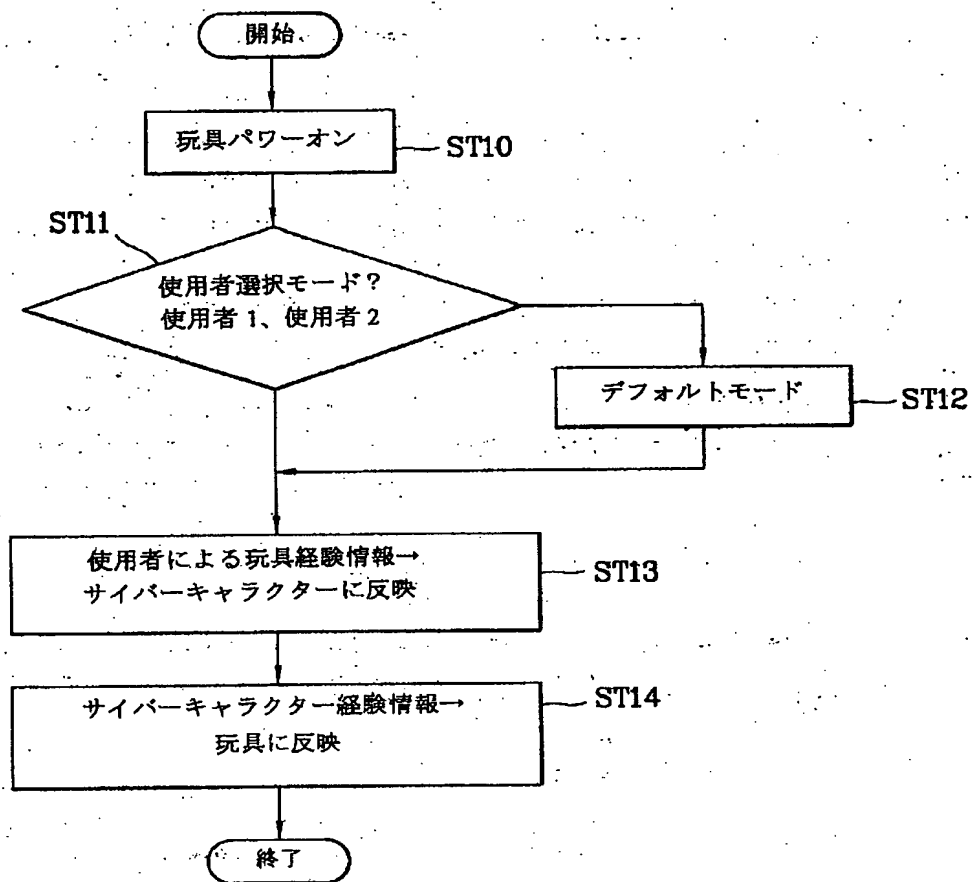 開始
玩具パワーオン
ST10
ST11
使用者選択モード?
使用者1、使用者2
デフォルトモード
ST12
使用者による玩具経験情報→
サイバーキャラクターに反映
ST13
サイバーキャラクター経験情報→
玩具に反映
ST14
終了